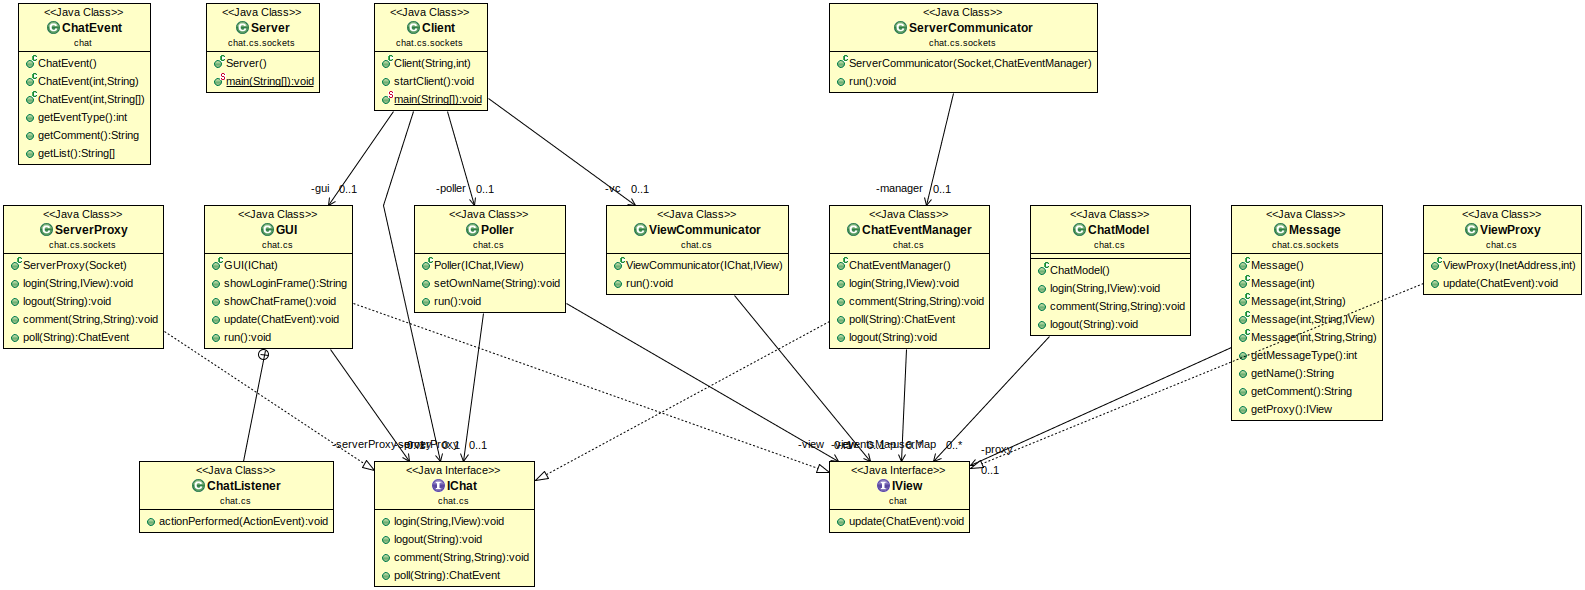 <<Java Class>>
ChatEvent
chat
ChatEvent()
ChatEvent(int,String)
ChatEvent(int,String[])
getEventType():int
getComment():String
getList():String[]
<<Java Class>>
Server
chat.cs.sockets
Server()
main(String[]):void
<<Java Class>>
Client
chat.cs.sockets
Client(String,int)
startClient():void
main(String[]):void
<<Java Class>>
ServerCommunicator
chat.cs.sockets
ServerCommunicator(Socket,ChatEventManager)
run():void
-gui 0..1
-poller 0..1
-vc 0..1
-manager 0..1
<<Java Class>>
ServerProxy
chat.cs.sockets
ServerProxy(Socket)
login(String,IView):void
logout(String):void
comment(String,String):void
poll(String):ChatEvent
<<Java Class>>
GUI
chat.cs
GUI(IChat)
showLoginFrame():String
showChatFrame():void
update(ChatEvent):void
run():void
<<Java Class>>
Poller
chat.cs
Poller(IChat,IView)
setOwnName(String):void
run():void
<<Java Class>>
ViewCommunicator
chat.cs
ViewCommunicator(IChat,IView)
run():void
<<Java Class>>
ChatEventManager
chat.cs
ChatEventManager()
login(String,IView):void
comment(String,String):void
poll(String):ChatEvent
logout(String):void
<<Java Class>>
ChatModel
chat.cs
ChatModel()
login(String,IView):void
comment(String,String):void
logout(String):void
<<Java Class>>
Message
chat.cs.sockets
Message()
Message(int)
Message(int,String)
Message(int,String,IView)
Message(int,String,String)
getMessageType():int
getName():String
getComment():String
getProxy():IView
<<Java Class>>
ViewProxy
chat.cs
ViewProxy(InetAddress,int)
update(ChatEvent):void
-serverProxy
0..1
-view
0..*
-proxy
0..1
<<Java Class>>
ChatListener
chat.cs
actionPerformed(ActionEvent):void
<<Java Interface>>
IChat
chat.cs
login(String,IView):void
logout(String):void
comment(String,String):void
poll(String):ChatEvent
<<Java Interface>>
IView
chat
update(ChatEvent):void